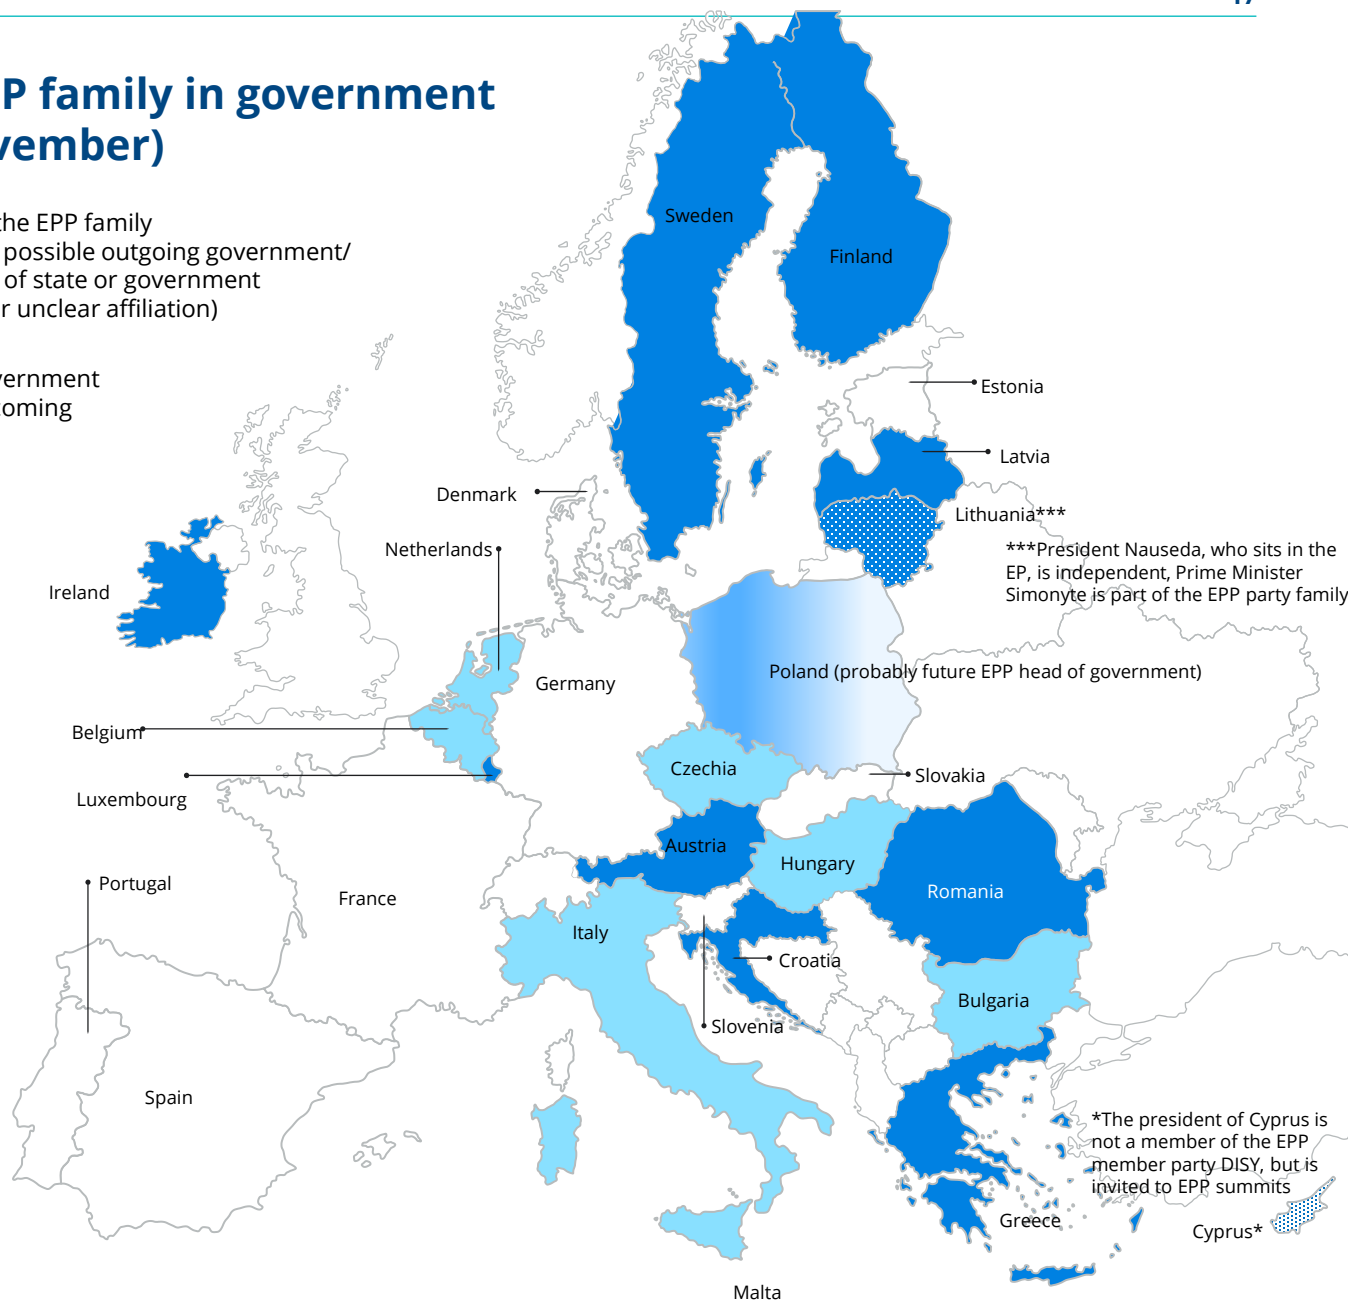 P family in government
vember)
the EPP family
possible outgoing government/
of state or government
r unclear affiliation)
vernment
coming
Sweden
Finland
Estonia
Latvia
Denmark
Lithuania***
Netherlands
***President Nauseda, who sits in the
EP, is independent, Prime Minister
Simonyte is part of the EPP party family
Ireland
Poland (probably future EPP head of government)
Germany
Belgium
Czechia
Slovakia
Luxembourg
Austria
Hungary
Portugal
France
Romania
Italy
Croatia
Bulgaria
Slovenia
Spain
*The president of Cyprus is
not a member of the EPP
member party DISY, but is
invited to EPP summits
Greece
Cyprus*
Malta